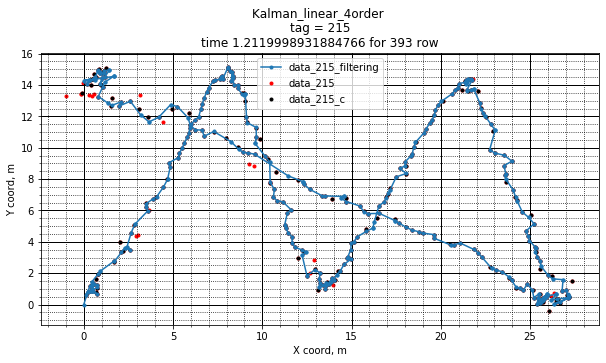 Kalman_linear_4order
tag = 215
time 1.2119998931884766 for 393 row
data_215_filtering
data_215
data_215_c
16
14
12
10
8
6
4
2
0
Y coord, m
0 5 10 15 20 25
X coord, m